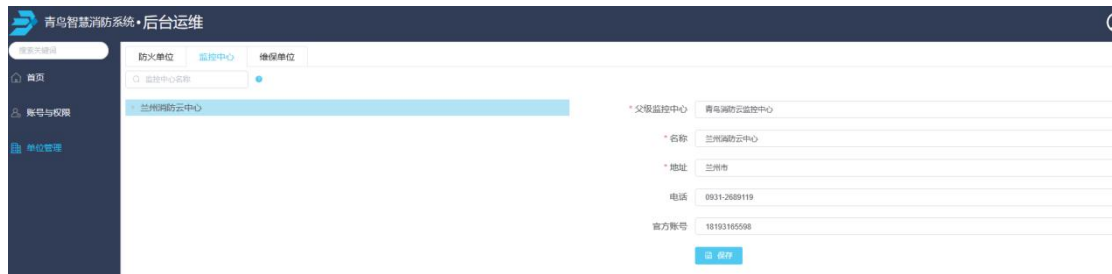 青鸟智慧消防系统•后台运维
搜索关键词
首页
账号与权限
单位管理
防火单位 监控中心 维保单位
监控中心名称
兰州消防云中心
* 父级监控中心 青鸟消防云监控中心
* 名称 兰州消防云中心
* 地址 兰州市
电话 0931-2689119
官方账号 18193165598
保存